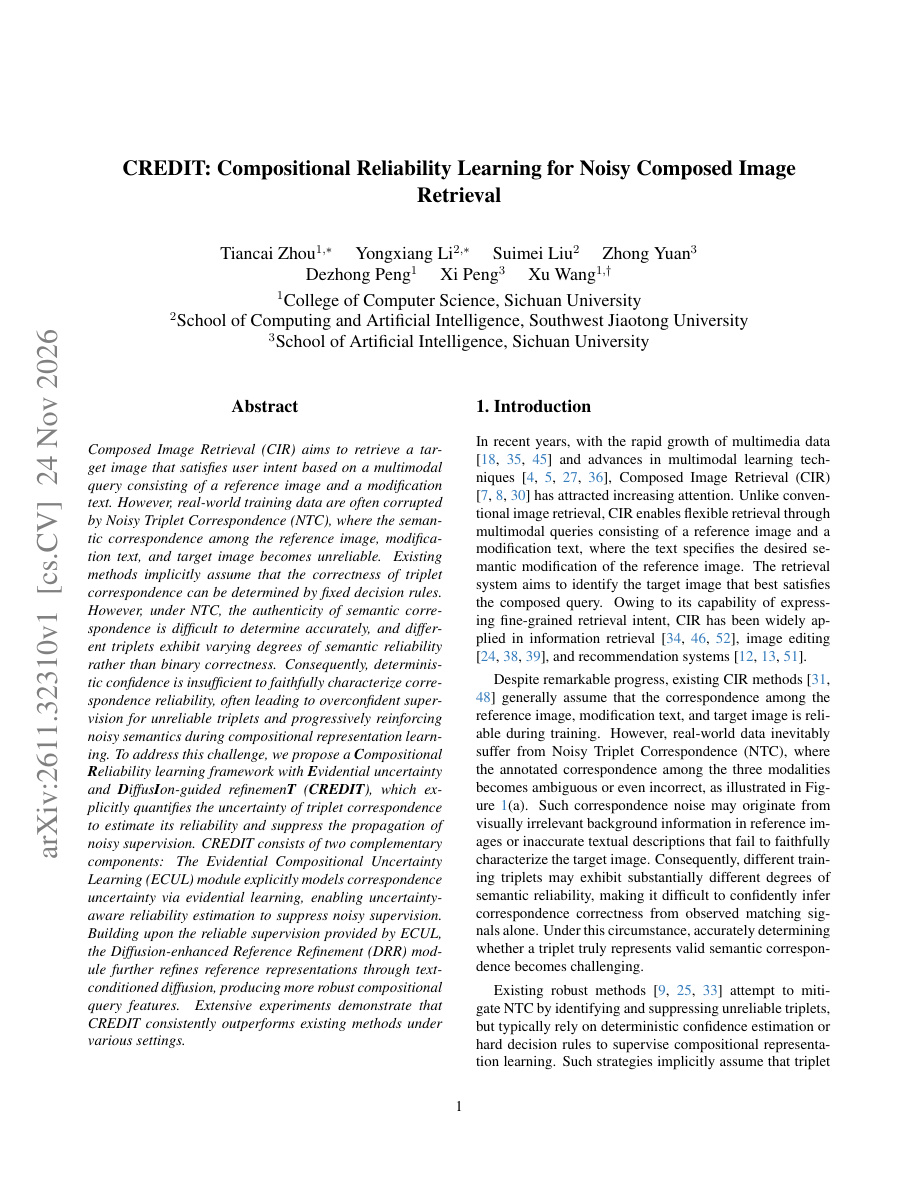 CREDIT: Compositional Reliability Learning for Noisy Composed Image
Retrieval
Tiancai Zhou1,∗ Yongxiang Li2,∗ Suimei Liu2 Zhong Yuan3
Dezhong Peng1 Xi Peng3 Xu Wang1,†
1College of Computer Science, Sichuan University
2School of Computing and Artificial Intelligence, Southwest Jiaotong University
3School of Artificial Intelligence, Sichuan University
arXiv:2611.32310v1 [cs.CV] 24 Nov 2026
Abstract
Composed Image Retrieval (CIR) aims to retrieve a tar-
get image that satisfies user intent based on a multimodal
query consisting of a reference image and a modification
text. However, real-world training data are often corrupted
by Noisy Triplet Correspondence (NTC), where the seman-
tic correspondence among the reference image, modifica-
tion text, and target image becomes unreliable. Existing
methods implicitly assume that the correctness of triplet
correspondence can be determined by fixed decision rules.
However, under NTC, the authenticity of semantic corre-
spondence is difficult to determine accurately, and differ-
ent triplets exhibit varying degrees of semantic reliability
rather than binary correctness. Consequently, determinis-
tic confidence is insufficient to faithfully characterize corre-
spondence reliability, often leading to overconfident super-
vision for unreliable triplets and progressively reinforcing
noisy semantics during compositional representation learn-
ing. To address this challenge, we propose a Compositional
Reliability learning framework with Evidential uncertainty
and DiffusIon-guided refinemenT (CREDIT), which ex-
plicitly quantifies the uncertainty of triplet correspondence
to estimate its reliability and suppress the propagation of
noisy supervision. CREDIT consists of two complementary
components: The Evidential Compositional Uncertainty
Learning (ECUL) module explicitly models correspondence
uncertainty via evidential learning, enabling uncertainty-
aware reliability estimation to suppress noisy supervision.
Building upon the reliable supervision provided by ECUL,
the Diffusion-enhanced Reference Refinement (DRR) mod-
ule further refines reference representations through text-
conditioned diffusion, producing more robust compositional
query features. Extensive experiments demonstrate that
CREDIT consistently outperforms existing methods under
various settings.
1. Introduction
In recent years, with the rapid growth of multimedia data
[18, 35, 45] and advances in multimodal learning tech-
niques [4, 5, 27, 36], Composed Image Retrieval (CIR)
[7, 8, 30] has attracted increasing attention. Unlike conven-
tional image retrieval, CIR enables flexible retrieval through
multimodal queries consisting of a reference image and a
modification text, where the text specifies the desired se-
mantic modification of the reference image. The retrieval
system aims to identify the target image that best satisfies
the composed query. Owing to its capability of express-
ing fine-grained retrieval intent, CIR has been widely ap-
plied in information retrieval [34, 46, 52], image editing
[24, 38, 39], and recommendation systems [12, 13, 51].
Despite remarkable progress, existing CIR methods [31,
48] generally assume that the correspondence among the
reference image, modification text, and target image is reli-
able during training. However, real-world data inevitably
suffer from Noisy Triplet Correspondence (NTC), where
the annotated correspondence among the three modalities
becomes ambiguous or even incorrect, as illustrated in Fig-
ure 1(a). Such correspondence noise may originate from
visually irrelevant background information in reference im-
ages or inaccurate textual descriptions that fail to faithfully
characterize the target image. Consequently, different train-
ing triplets may exhibit substantially different degrees of
semantic reliability, making it difficult to confidently infer
correspondence correctness from observed matching sig-
nals alone. Under this circumstance, accurately determining
whether a triplet truly represents valid semantic correspon-
dence becomes challenging.
Existing robust methods [9, 25, 33] attempt to miti-
gate NTC by identifying and suppressing unreliable triplets,
but typically rely on deterministic confidence estimation or
hard decision rules to supervise compositional representa-
tion learning. Such strategies implicitly assume that triplet
1